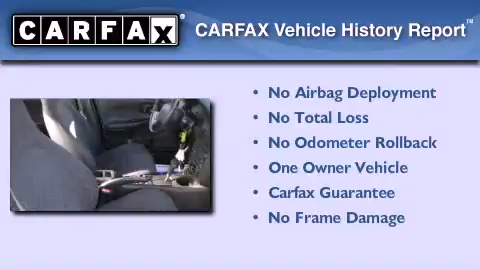 CARFAX® CARFAX Vehicle History Report™
• No Airbag Deployment
• No Total Loss
• No Odometer Rollback
• One Owner Vehicle
• Carfax Guarantee
• No Frame Damage